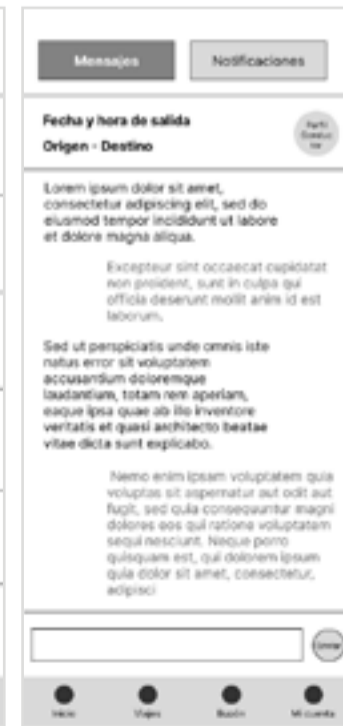 Mensajes
Notificaciones
Fecha y hora de salida
Origen - Destino
Perfil
Conduc
tor
Lorem ipsum dolor sit amet,
consectetur adipiscing elit, sed do
eiusmod tempor incididunt ut labore
et dolore magna aliqua.
Excepteur sint occaecat cupidatat
non proident, sunt in culpa qui
officia deserunt mollit anim id est
laborum.
Sed ut perspiciatis unde omnis iste
natus error sit voluptatem
accusantium doloremque
laudantium, totam rem aperiam,
eaque ipsa quae ab illo inventore
veritatis et quasi architecto beatae
vitae dicta sunt explicabo.
Nemo enim ipsam voluptatem quia
voluptas sit aspernatur aut odit aut
fugit, sed quia consequuntur magni
dolores eos qui ratione voluptatem
sequi nesciunt. Neque porro
quisquam est, qui dolorem ipsum
quia dolor sit amet, consectetur,
adipisci
Enviar
Inicio
Viajes
Buzón
Mi cuenta